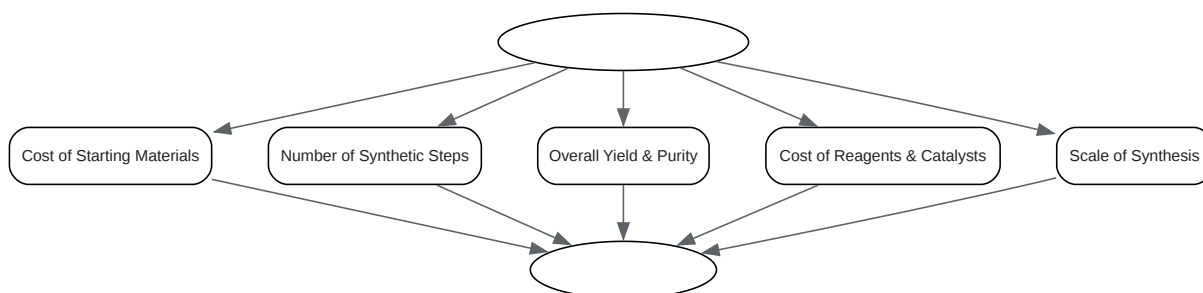 Cost of Starting Materials
Number of Synthetic Steps
Overall Yield & Purity
Cost of Reagents & Catalysts
Scale of Synthesis